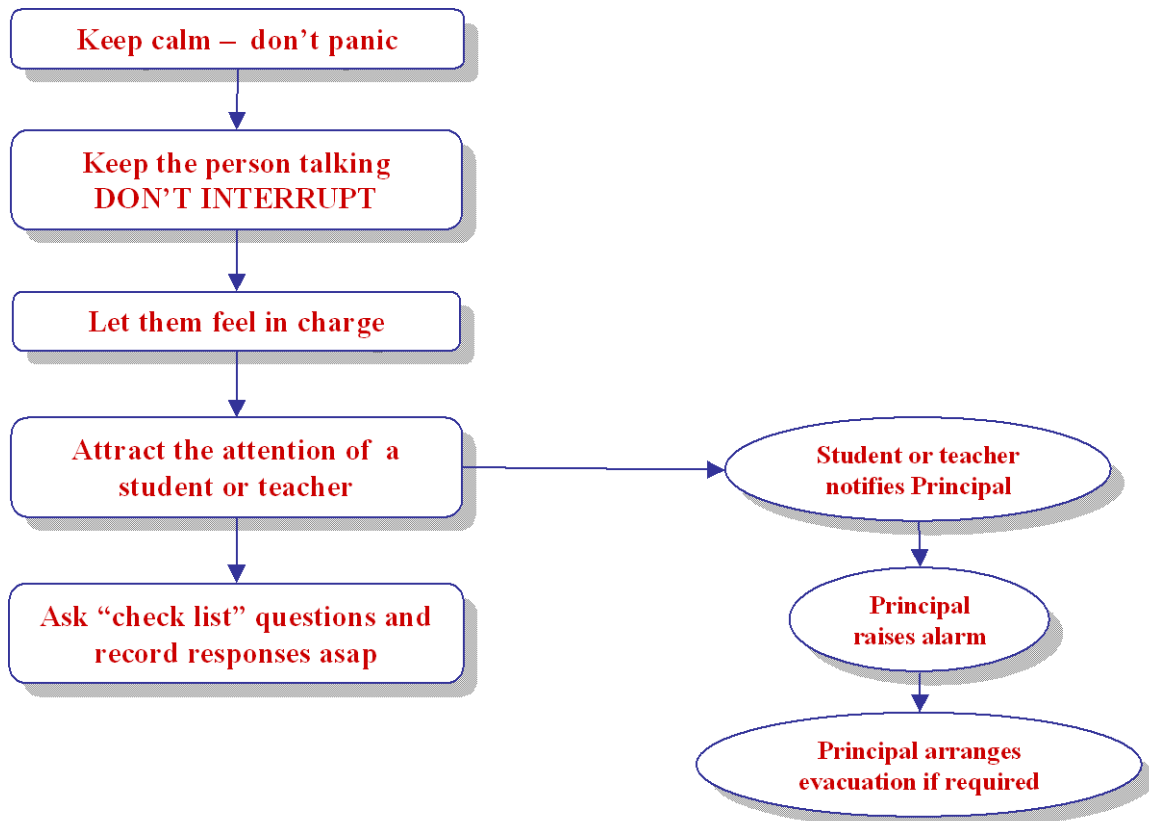 Keep calm – don’t panic
Keep the person talking
DON’T INTERRUPT
Let them feel in charge
Attract the attention of a
student or teacher
Ask “check list” questions and
record responses asap
Student or teacher
notifies Principal
Principal
raises alarm
Principal arranges
evacuation if required